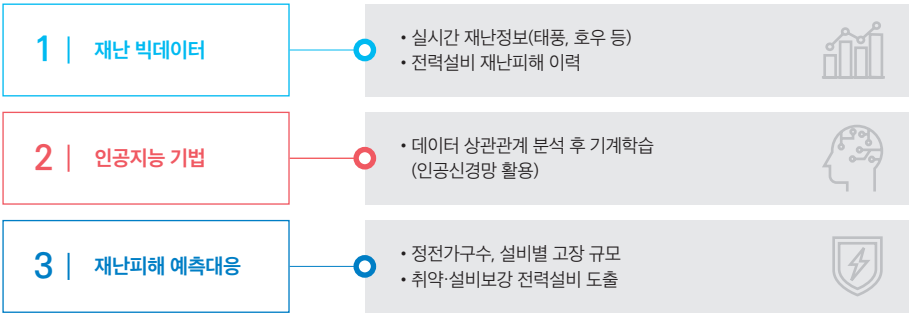 1 | 재난 빅데이터
• 실시간 재난정보(태풍, 호우 등)
• 전력설비 재난피해 이력
2 | 인공지능 기법
• 데이터 상관관계 분석 후 기계학습
(인공신경망 활용)
3 | 재난피해 예측대응
• 정전가구수, 설비별 고장 규모
• 취약·설비보강 전력설비 도출